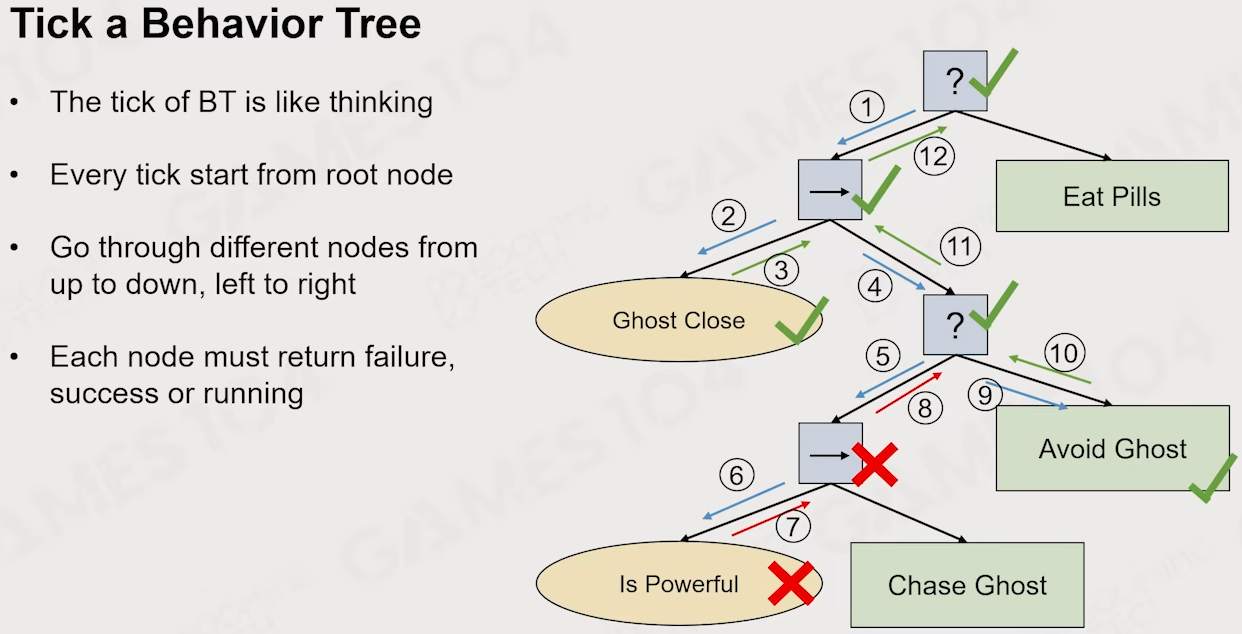 Tick a Behavior Tree
• The tick of BT is like thinking
• Every tick start from root node
• Go through different nodes from
up to down, left to right
• Each node must return failure,
success or running
?
①
⑫
→
Eat Pills
②
③
⑪
④
Ghost Close
?
⑤
⑩
⑧
⑨
→
Avoid Ghost
⑥
⑦
Is Powerful
Chase Ghost
GAMES104